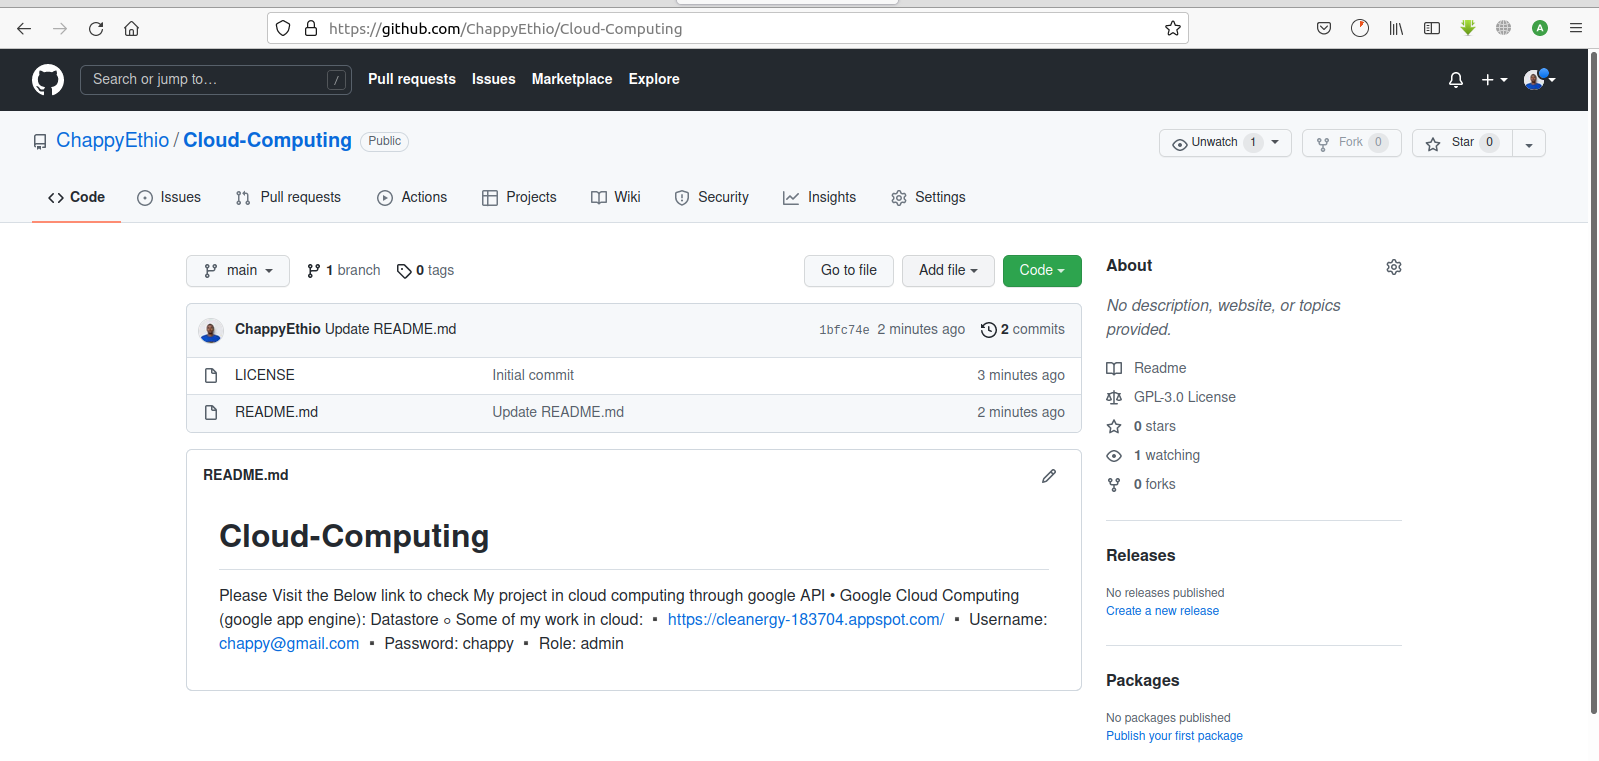 https://github.com/ChappyEthio/Cloud-Computing
A
Search or jump to… /
Pull requests Issues Marketplace Explore
ChappyEthio / Cloud-Computing Public
Unwatch 1 Fork 0 Star 0
Code Issues Pull requests Actions Projects Wiki Security Insights Settings
main 1 branch 0 tags
Go to file Add file Code
ChappyEthio Update README.md 1bfc74e 2 minutes ago 2 commits
LICENSE Initial commit 3 minutes ago
README.md Update README.md 2 minutes ago
README.md
Cloud-Computing
Please Visit the Below link to check My project in cloud computing through google API • Google Cloud Computing
(google app engine): Datastore ∘ Some of my work in cloud: ▪ https://cleanergy-183704.appspot.com/ ▪ Username:
chappy@gmail.com ▪ Password: chappy ▪ Role: admin
About
No description, website, or topics
provided.
Readme
GPL-3.0 License
0 stars
1 watching
0 forks
Releases
No releases published
Create a new release
Packages
No packages published
Publish your first package